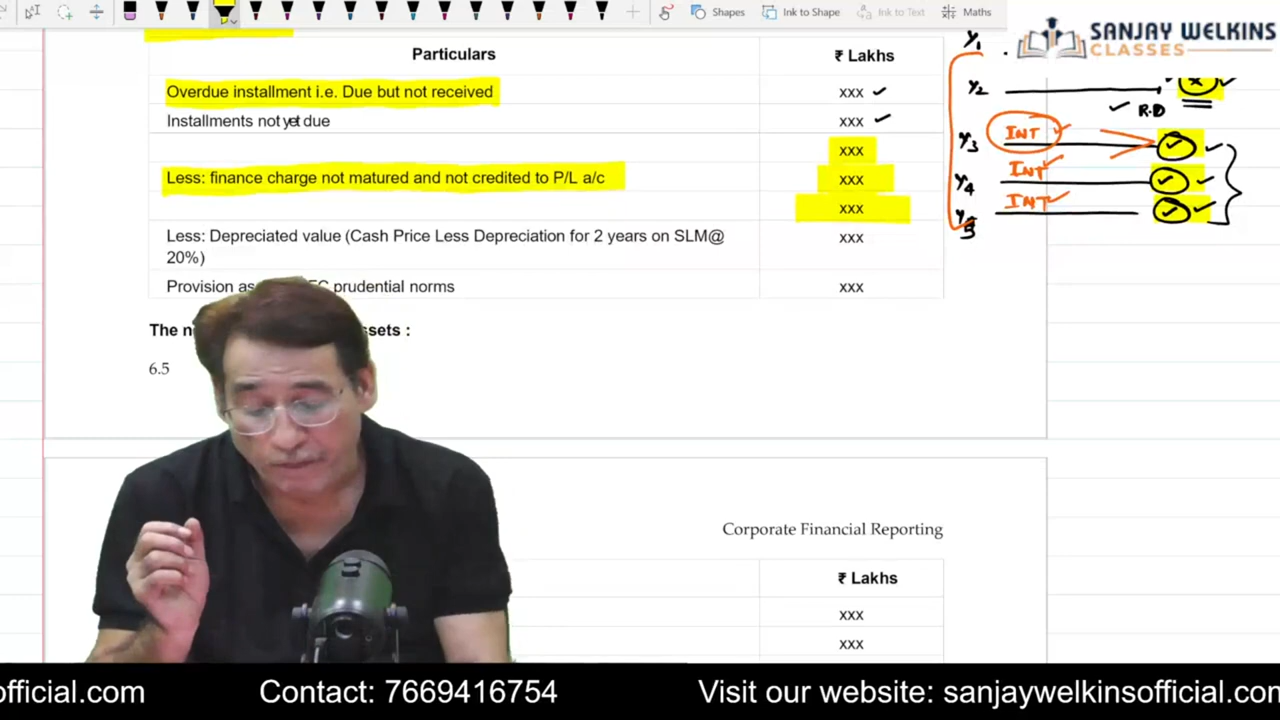 Shapes Ink to Shape Ink to Text Maths
SANJAY WELKINS
CLASSES
Particulars ₹ Lakhs
Overdue installment i.e. Due but not received xxx
Installments not yet due xxx
xxx
Less: finance charge not matured and not credited to P/L a/c xxx
xxx
Less: Depreciated value (Cash Price Less Depreciation for 2 years on SLM@ xxx
20%)
Provision as prudential norms xxx
The
6.5
Y1
Y2
R.D
Y3 INT
Y4 INT
INT
5
Corporate Financial Reporting
₹ Lakhs
xxx
xxx
official.com Contact: 7669416754 Visit our website: sanjaywelkinsofficial.co